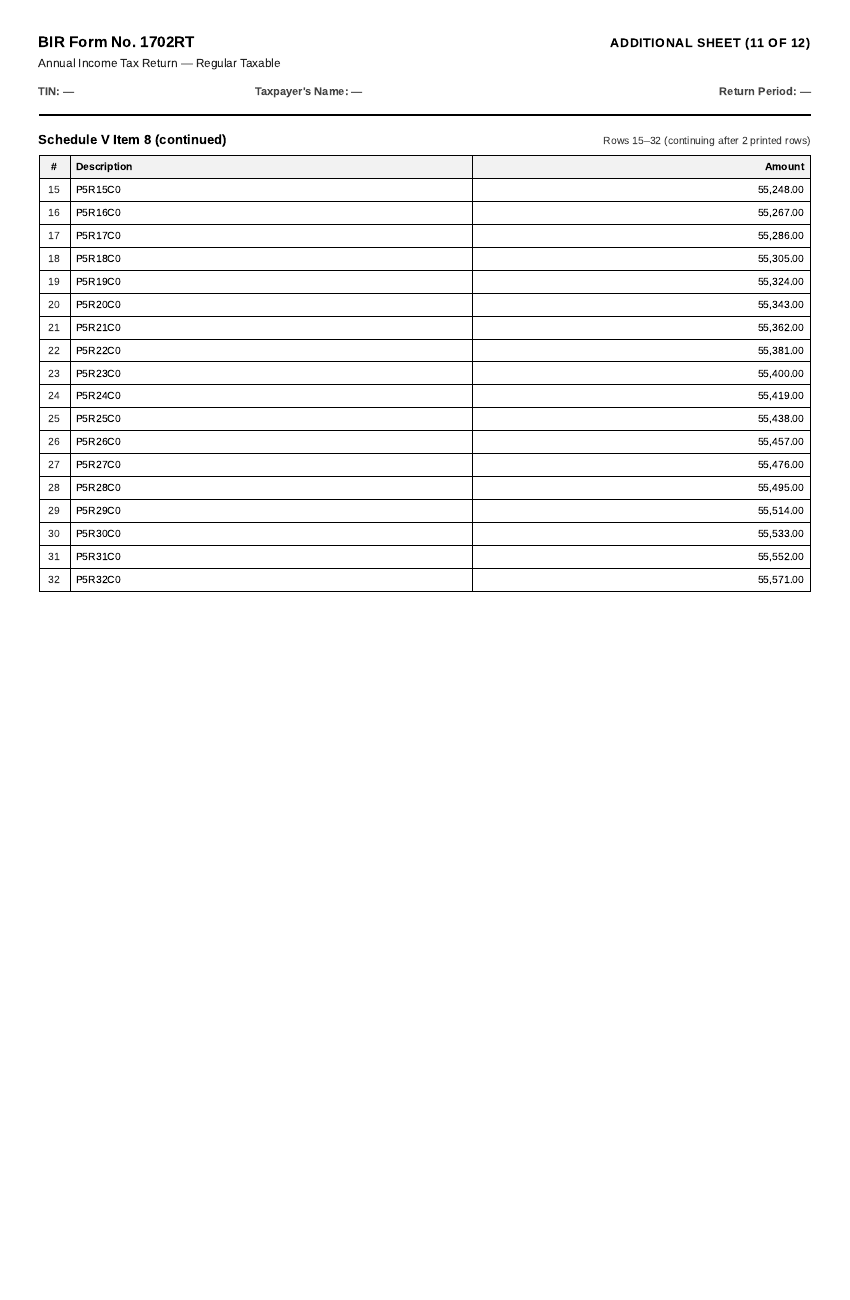 BIR Form No. 1702RT
ADDITIONAL SHEET (11 OF 12)
Annual Income Tax Return — Regular Taxable
TIN: —
Taxpayer's Name: —
Return Period: —
Schedule V Item 8 (continued)
Rows 15–32 (continuing after 2 printed rows)
# Description Amount
15 P5R15C0 55,248.00
16 P5R16C0 55,267.00
17 P5R17C0 55,286.00
18 P5R18C0 55,305.00
19 P5R19C0 55,324.00
20 P5R20C0 55,343.00
21 P5R21C0 55,362.00
22 P5R22C0 55,381.00
23 P5R23C0 55,400.00
24 P5R24C0 55,419.00
25 P5R25C0 55,438.00
26 P5R26C0 55,457.00
27 P5R27C0 55,476.00
28 P5R28C0 55,495.00
29 P5R29C0 55,514.00
30 P5R30C0 55,533.00
31 P5R31C0 55,552.00
32 P5R32C0 55,571.00